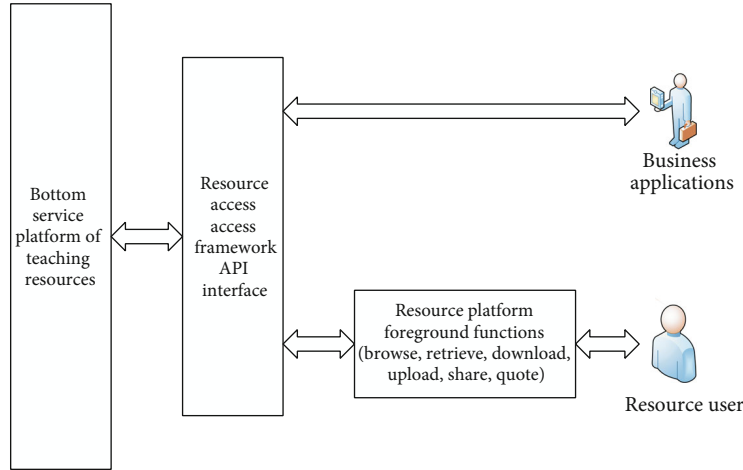 Bottom
service
platform of
teaching
resources
Resource
access
access
framework
API
interface
Business
applications
Resource platform
foreground functions
(browse, retrieve, download,
upload, share, quote)
Resource user